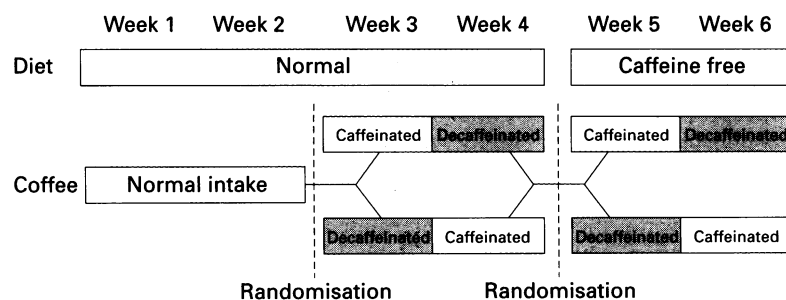 Week 1 Week 2 Week 3 Week 4 Week 5 Week 6
Diet Normal Caffeine free
Caffeinated Decaffeinated Caffeinated Decaffeinated
Coffee Normal intake
Decaffeinated Caffeinated Decaffeinated Caffeinated
Randomisation Randomisation